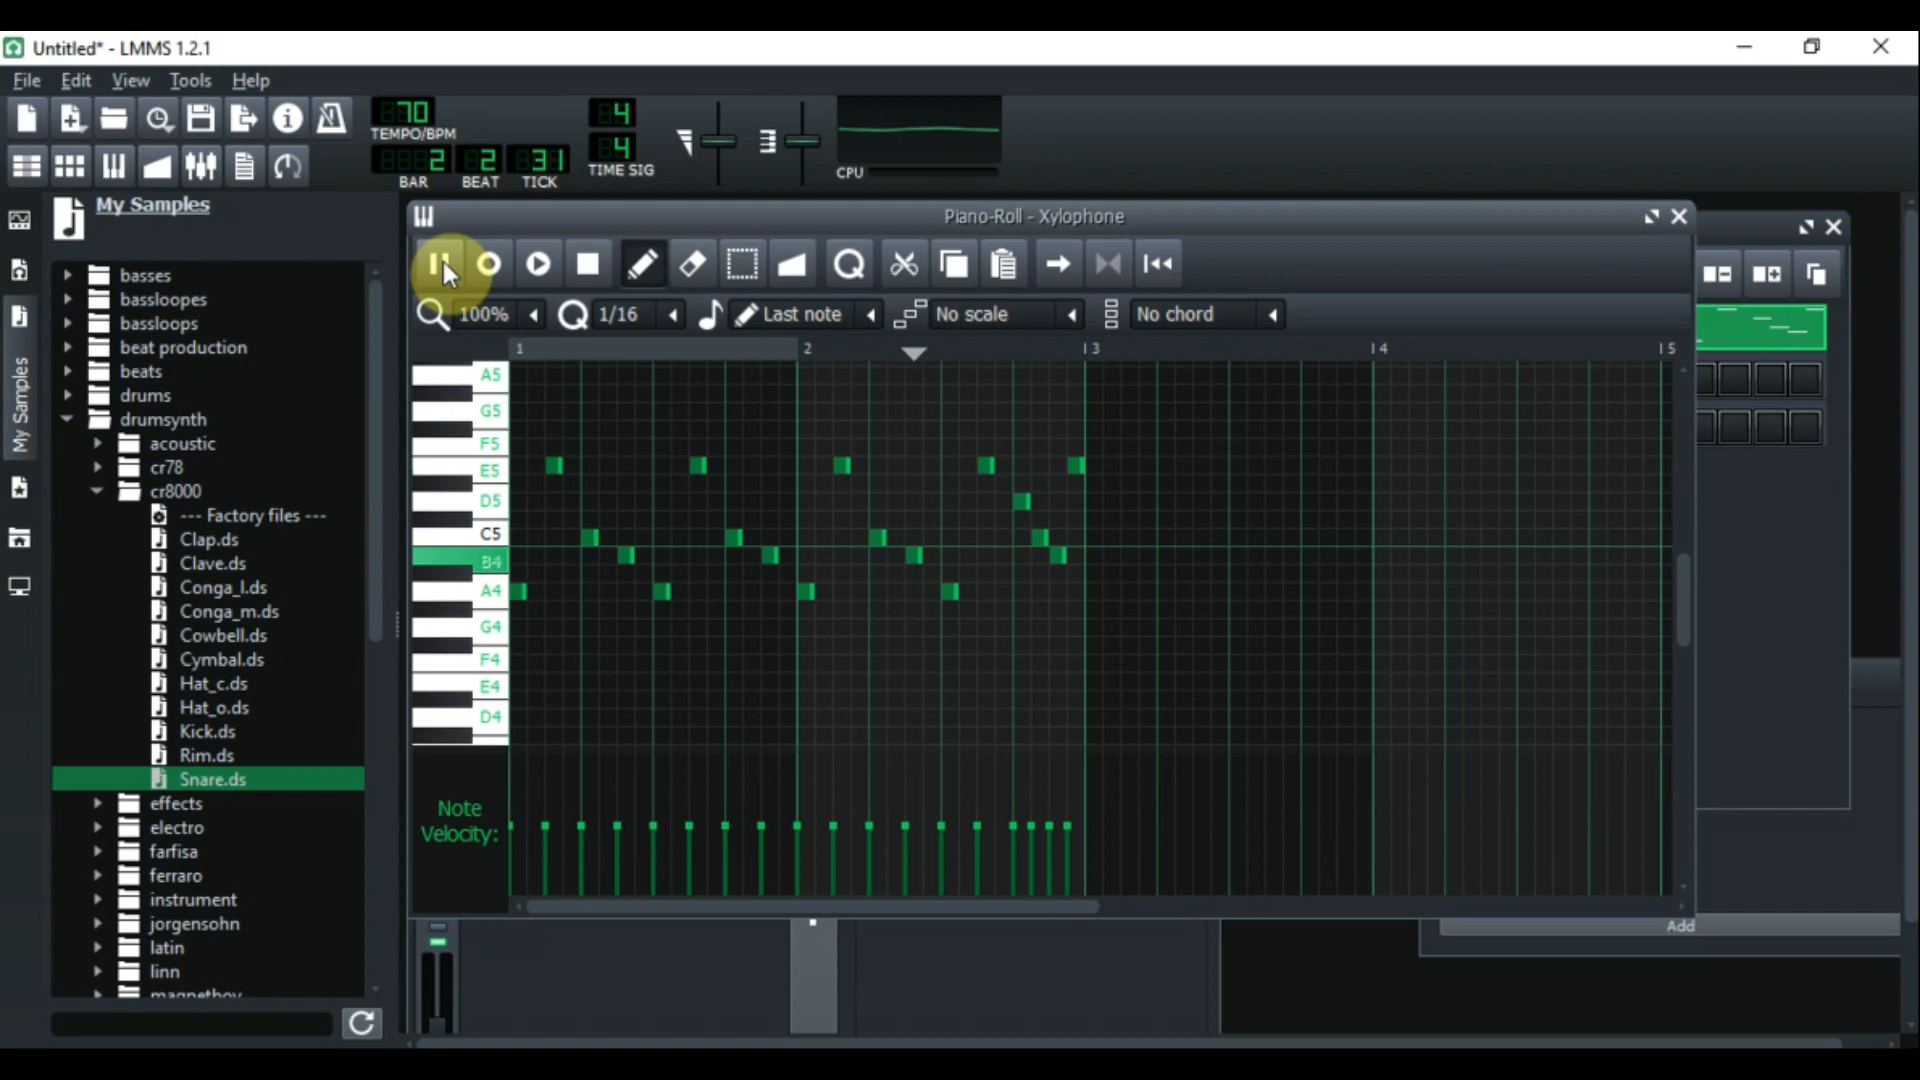 Untitled* - LMMS 1.2.1
File Edit View Tools Help
70
TEMPO/BPM
2 2 31
BAR BEAT TICK
4
4
TIME SIG
CPU
My Samples
My Samples
basses
bassloopes
bassloops
beat production
beats
drums
drumsynth
acoustic
cr78
cr8000
--- Factory files ---
Clap.ds
Clave.ds
Conga_l.ds
Conga_m.ds
Cowbell.ds
Cymbal.ds
Hat_c.ds
Hat_o.ds
Kick.ds
Rim.ds
Snare.ds
effects
electro
farfisa
ferraro
instrument
jorgensohn
latin
linn
Piano-Roll - Xylophone
100% 1/16 Last note No scale No chord
1 2 3 4 5
A5
G5
F5
E5
D5
C5
B4
A4
G4
F4
E4
D4
Note
Velocity:
Add